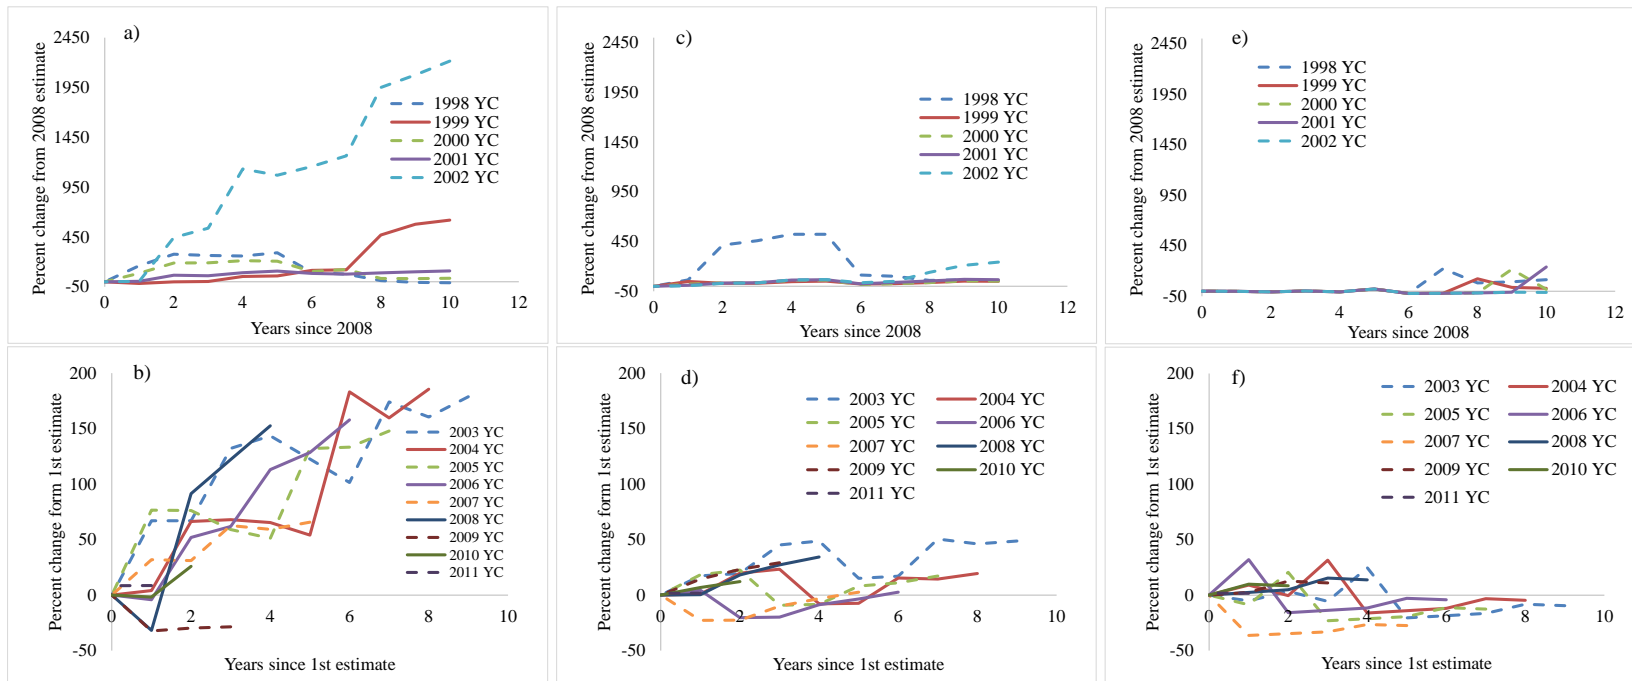 a)
Percent change from 2008 estimate
2450
1950
1450
950
450
-50
0 2 4 6 8 10 12
Years since 2008
1998 YC
1999 YC
2000 YC
2001 YC
2002 YC
c)
Percent change from 2008 estimate
2450
1950
1450
950
450
-50
0 2 4 6 8 10 12
Years since 2008
1998 YC
1999 YC
2000 YC
2001 YC
2002 YC
e)
Percent change from 2008 estimate
2450
1950
1450
950
450
-50
0 2 4 6 8 10 12
Years since 2008
1998 YC
1999 YC
2000 YC
2001 YC
2002 YC
b)
Percent change form 1st estimate
200
150
100
50
0
-50
0 2 4 6 8 10
Years since 1st estimate
2003 YC
2004 YC
2005 YC
2006 YC
2007 YC
2008 YC
2009 YC
2010 YC
2011 YC
d)
Percent change form 1st estimate
200
150
100
50
0
-50
0 2 4 6 8 10
Years since 1st estimate
2003 YC 2004 YC
2005 YC 2006 YC
2007 YC 2008 YC
2009 YC 2010 YC
2011 YC
f)
Percent change form 1st estimate
200
150
100
50
0
-50
0 2 4 6 8 10
Years since 1st estimate
2003 YC 2004 YC
2005 YC 2006 YC
2007 YC 2008 YC
2009 YC 2010 YC
2011 YC